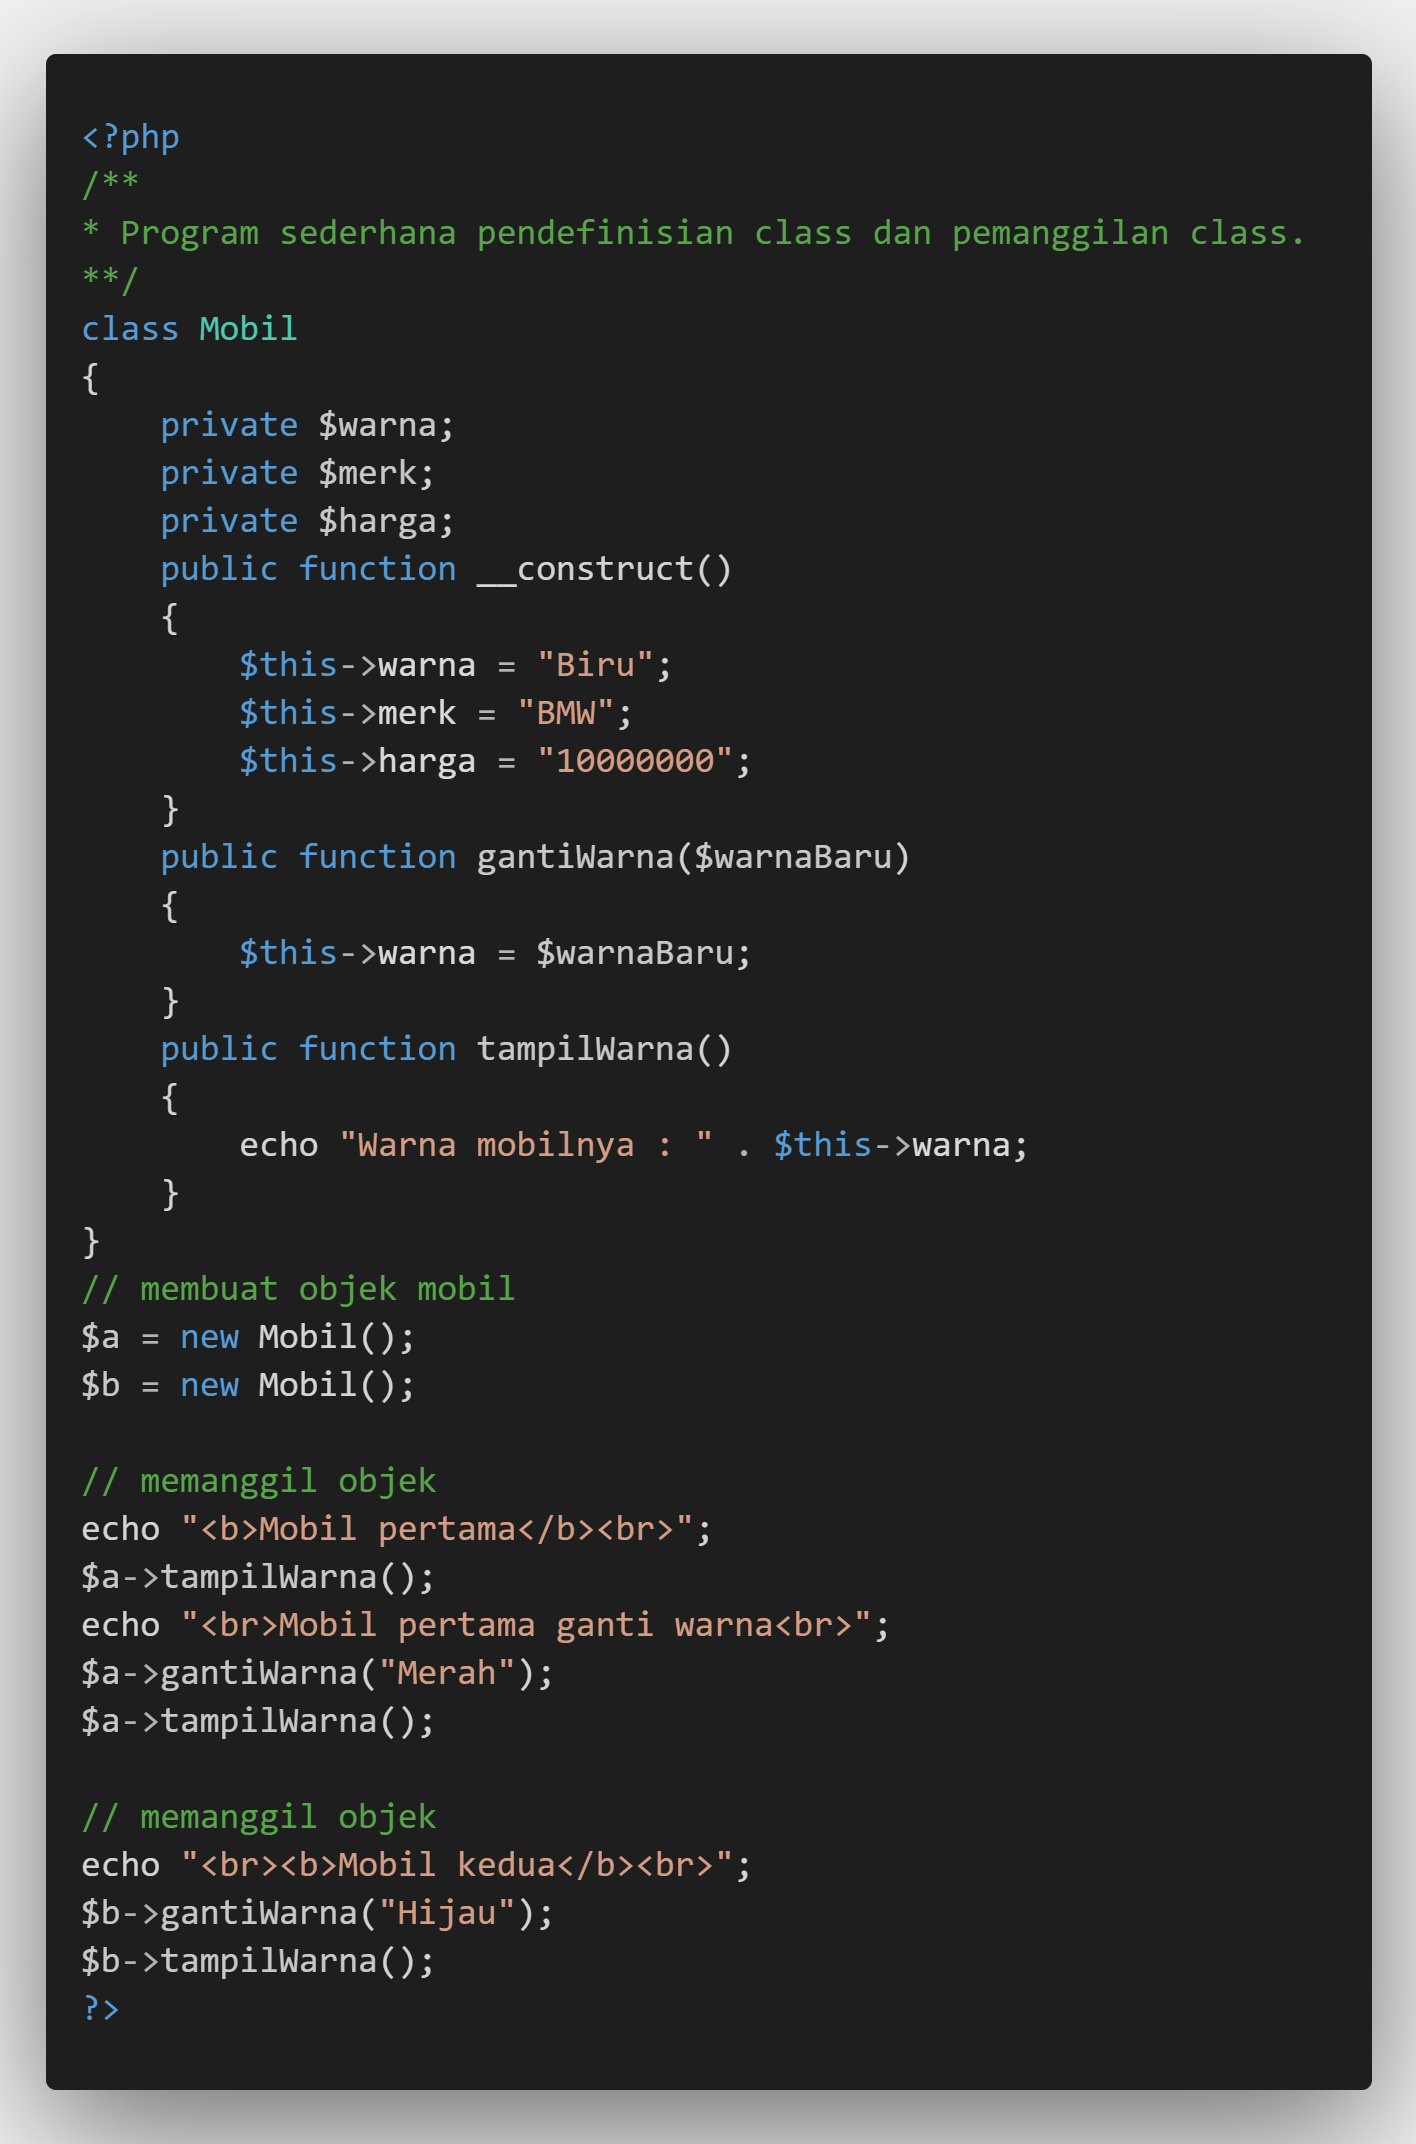 <?php
/**
* Program sederhana pendefinisian class dan pemanggilan class.
**/
class Mobil
{
    private $warna;
    private $merk;
    private $harga;
    public function __construct()
    {
        $this->warna = "Biru";
        $this->merk = "BMW";
        $this->harga = "10000000";
    }
    public function gantiWarna($warnaBaru)
    {
        $this->warna = $warnaBaru;
    }
    public function tampilWarna()
    {
        echo "Warna mobilnya : " . $this->warna;
    }
}
// membuat objek mobil
$a = new Mobil();
$b = new Mobil();

// memanggil objek
echo "<b>Mobil pertama</b><br>";
$a->tampilWarna();
echo "<br>Mobil pertama ganti warna<br>";
$a->gantiWarna("Merah");
$a->tampilWarna();

// memanggil objek
echo "<br><b>Mobil kedua</b><br>";
$b->gantiWarna("Hijau");
$b->tampilWarna();
?>